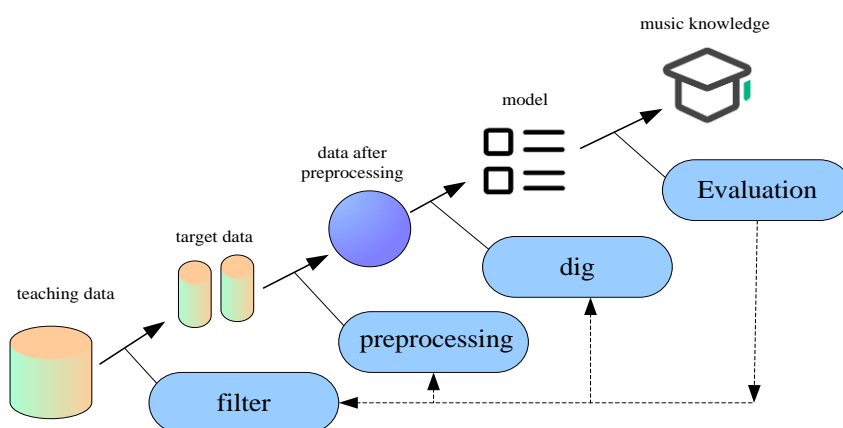 music knowledge
model
data after
preprocessing
Evaluation
target data
dig
teaching data
preprocessing
filter